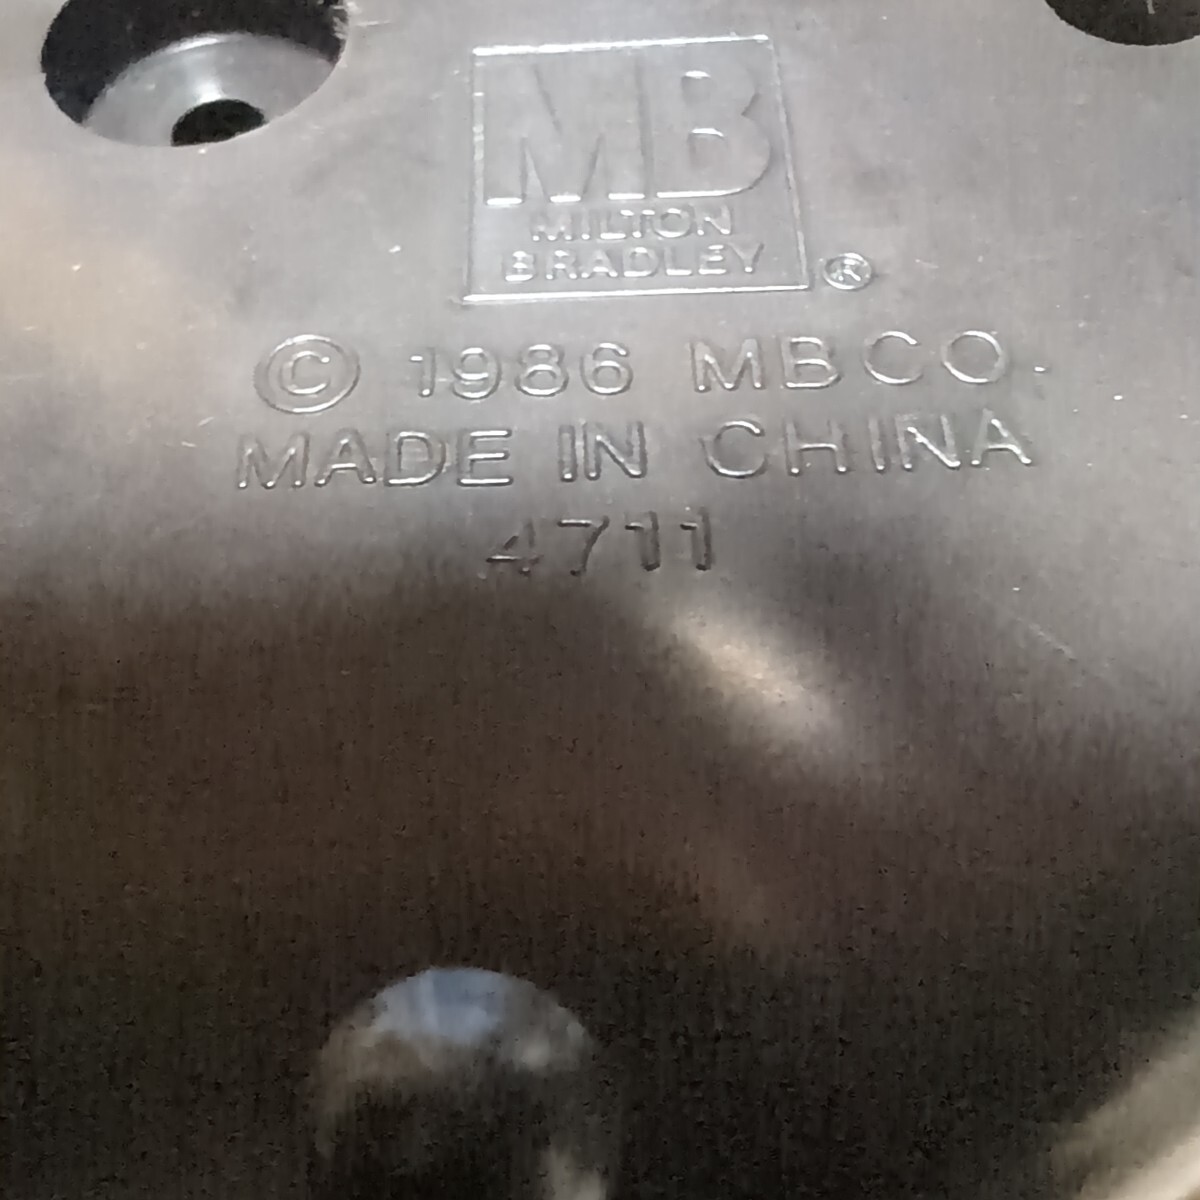 MB
MILTON
BRADLEY ®
© 1986 MBCO.
MADE IN CHINA
4711